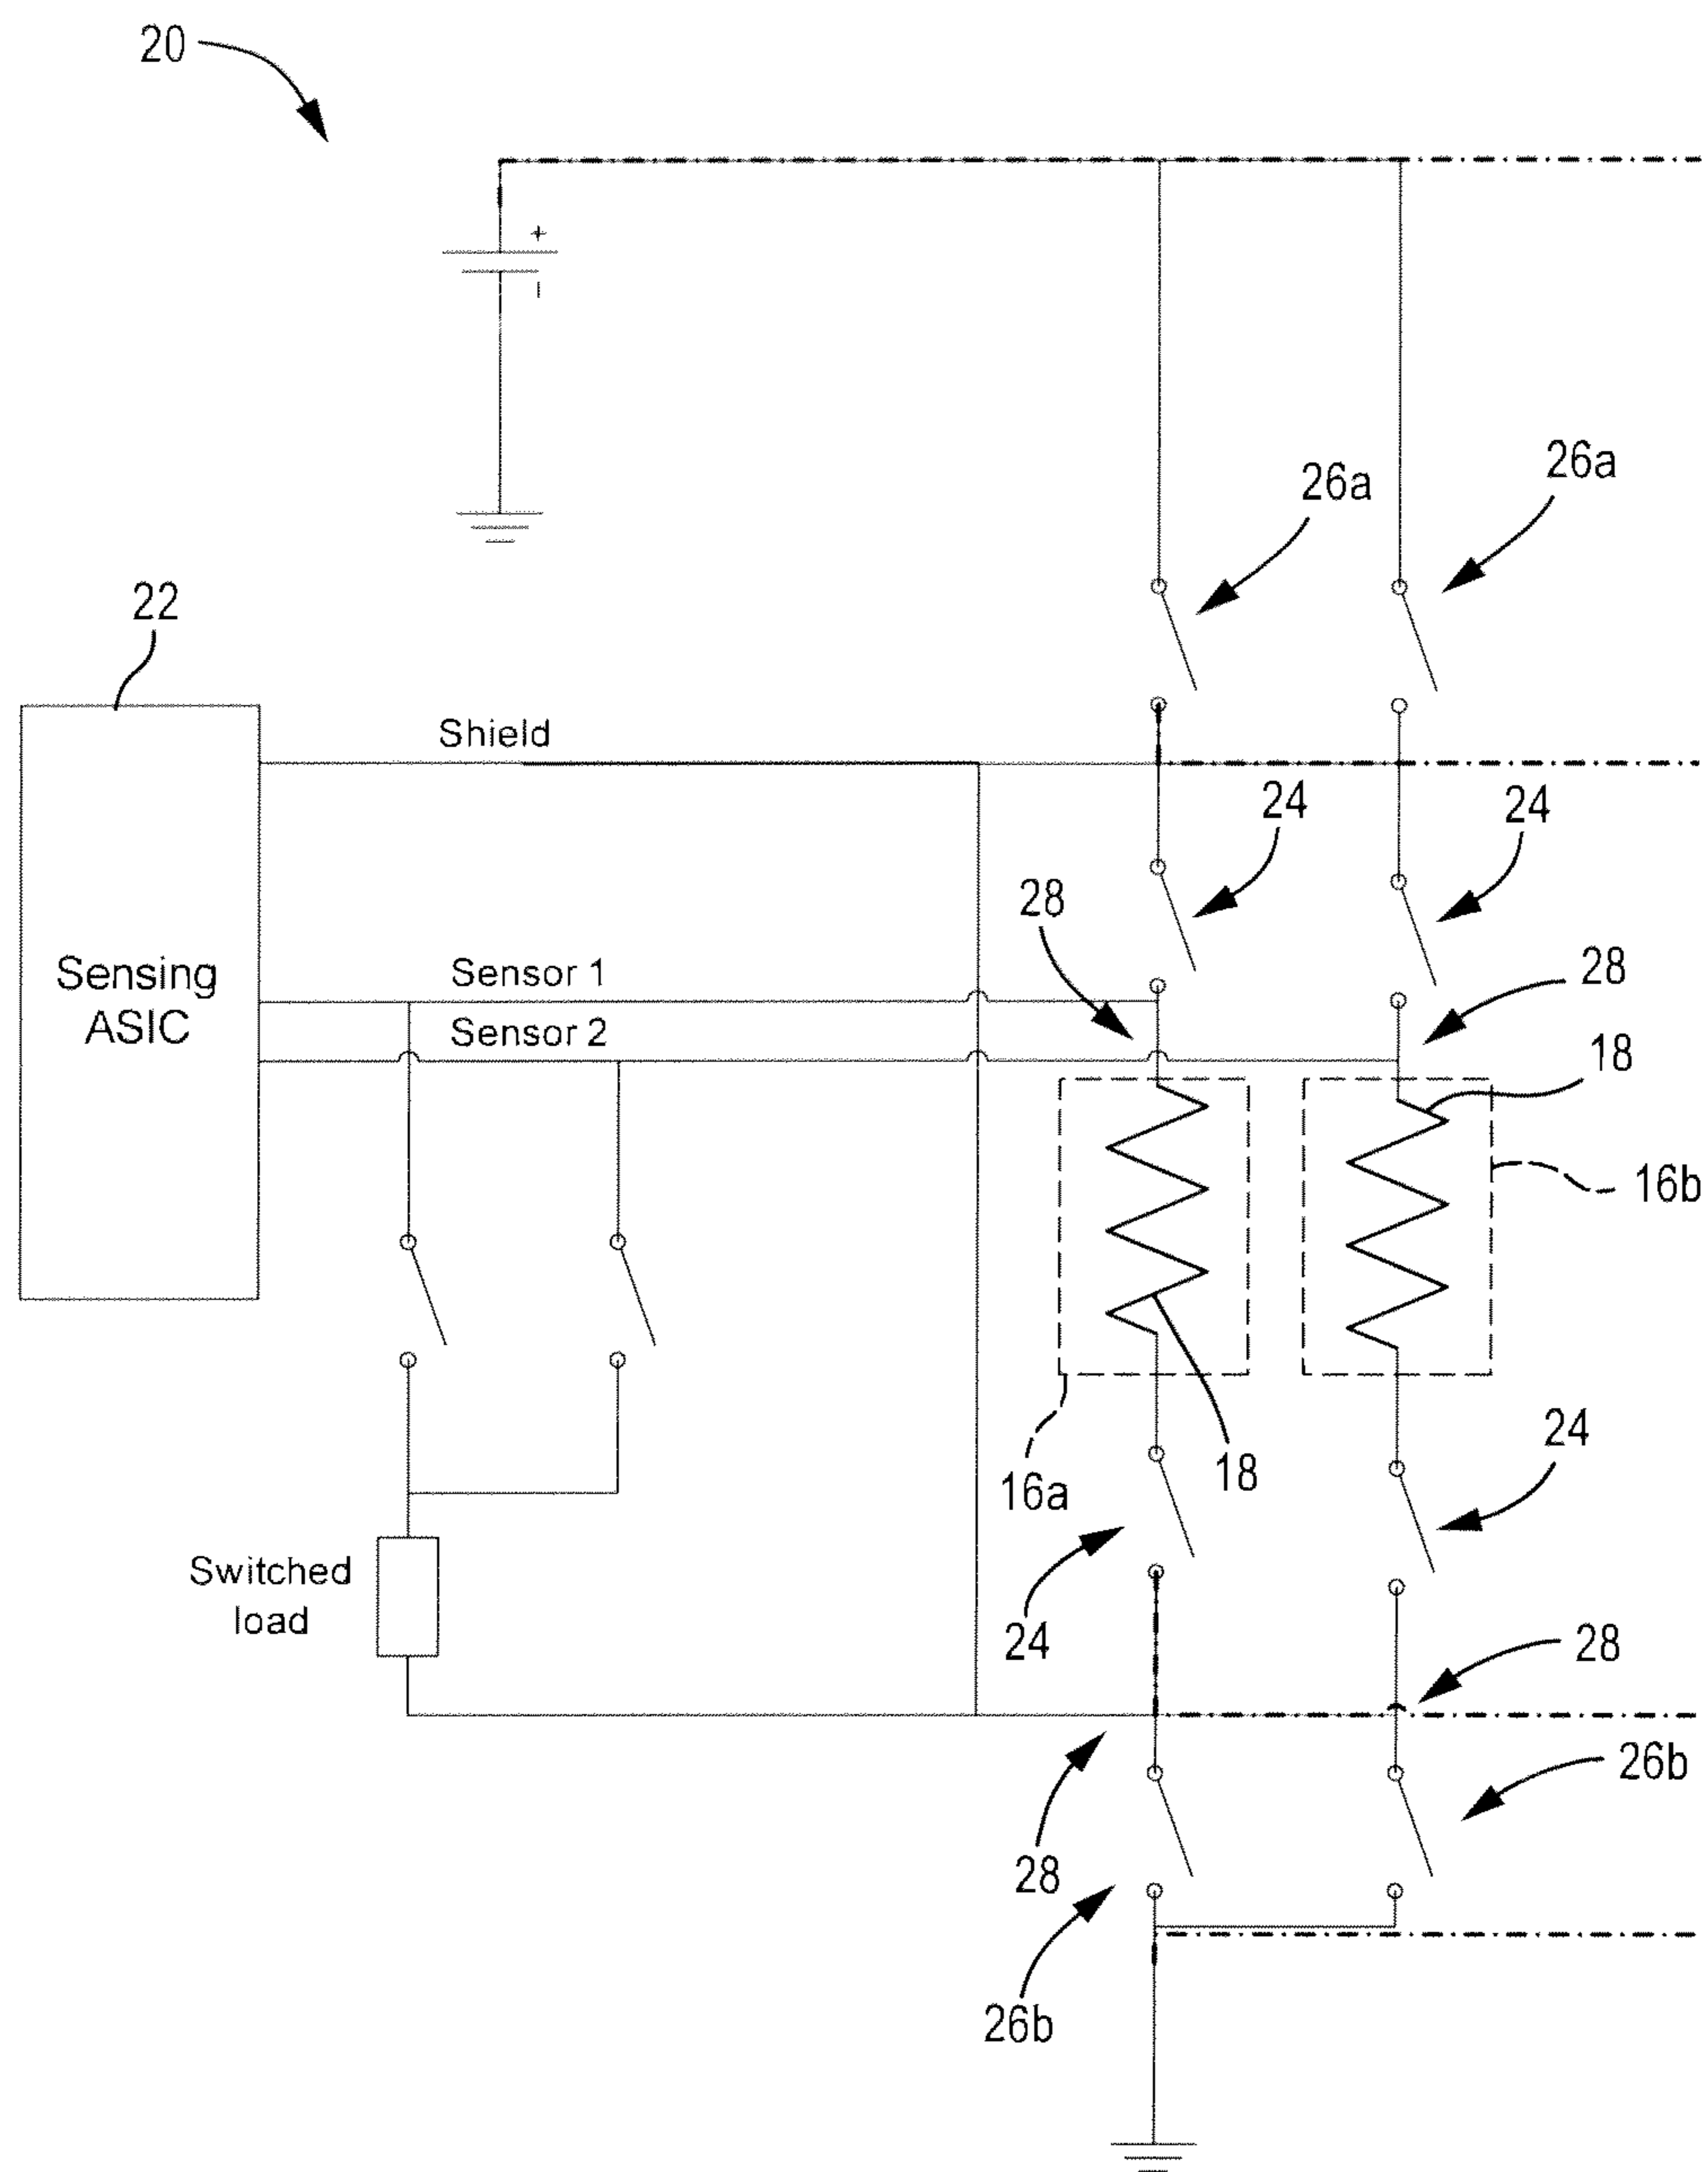 20
+
–
26a
26a
22
Shield
24
24
28
Sensing
ASIC
Sensor 1
28
Sensor 2
18
16b
24
16a
18
Switched
load
24
28
26b
28
26b